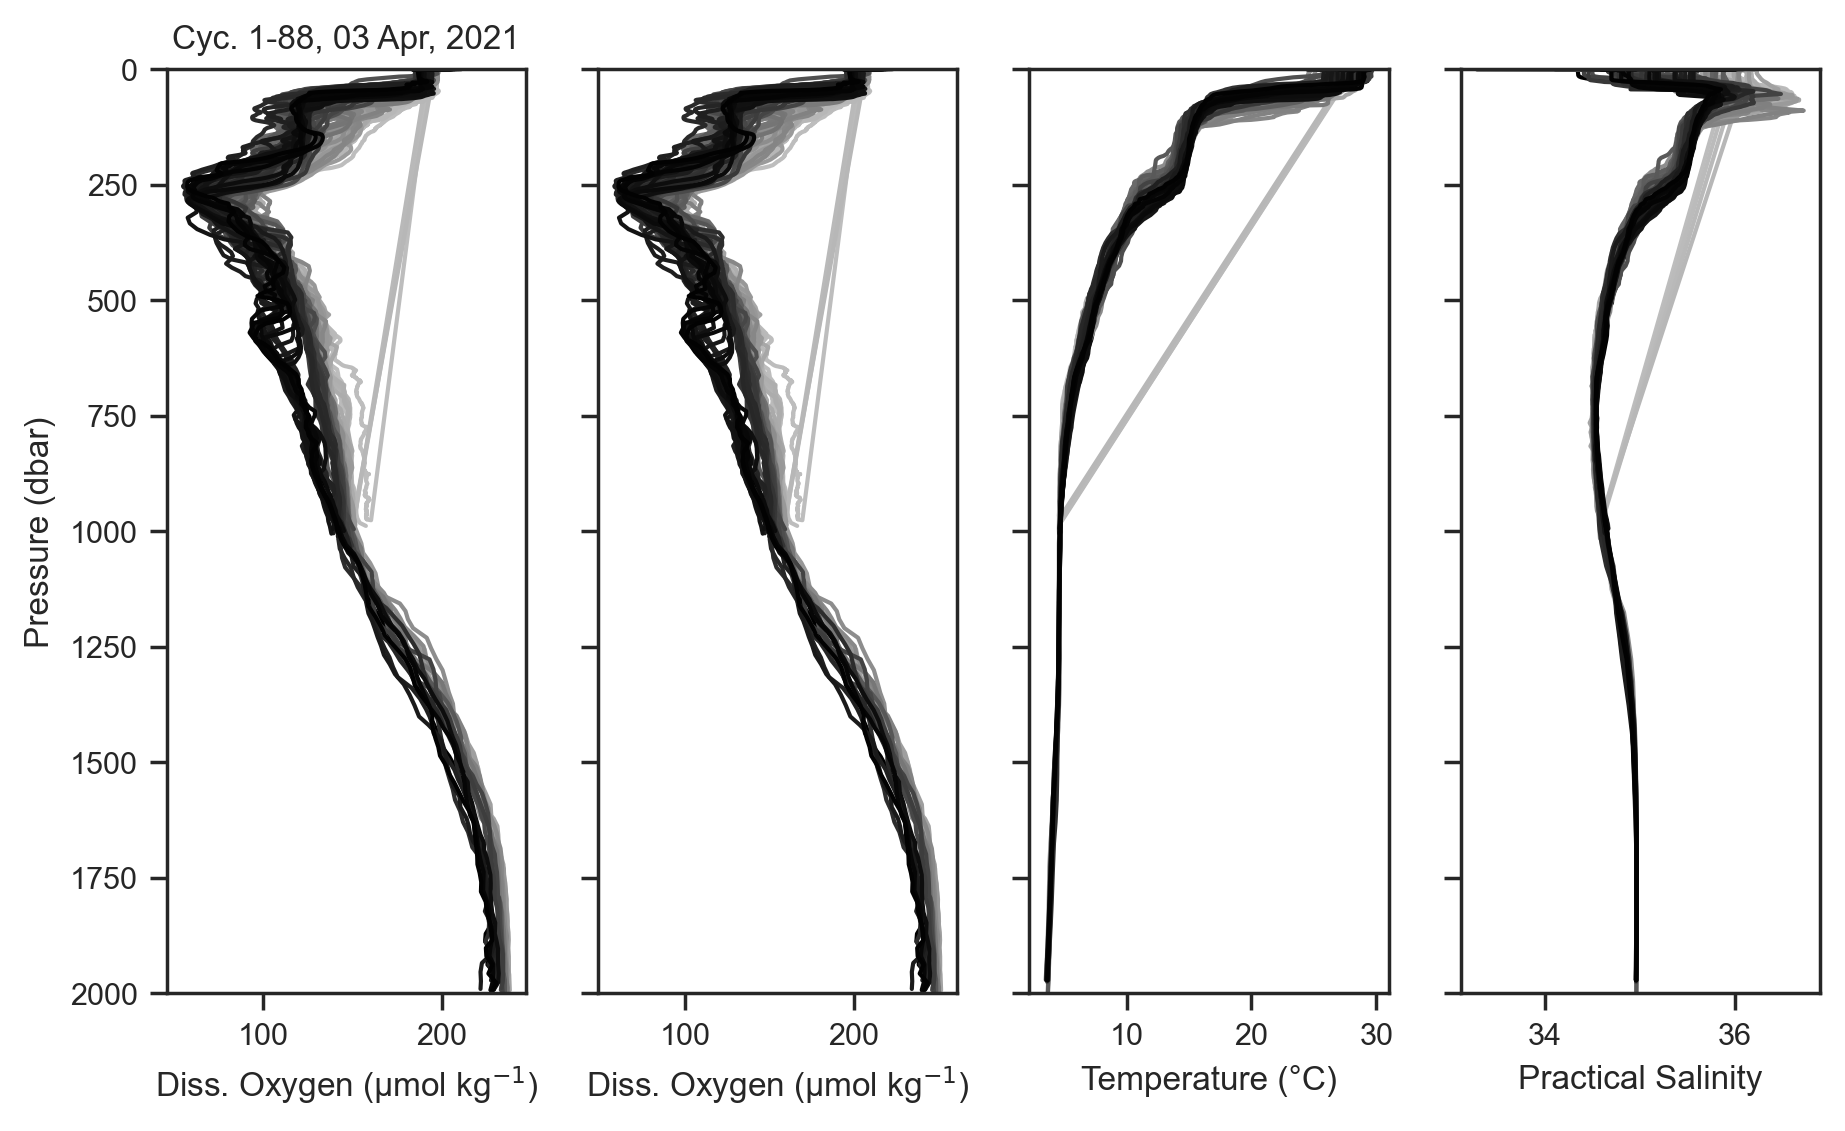 Cyc. 1-88, 03 Apr, 2021
0
250
500
750
1000
1250
1500
1750
2000
Pressure (dbar)
100 200
100 200
10 20 30
34 36
Diss. Oxygen (µmol kg⁻¹)
Diss. Oxygen (µmol kg⁻¹)
Temperature (°C)
Practical Salinity